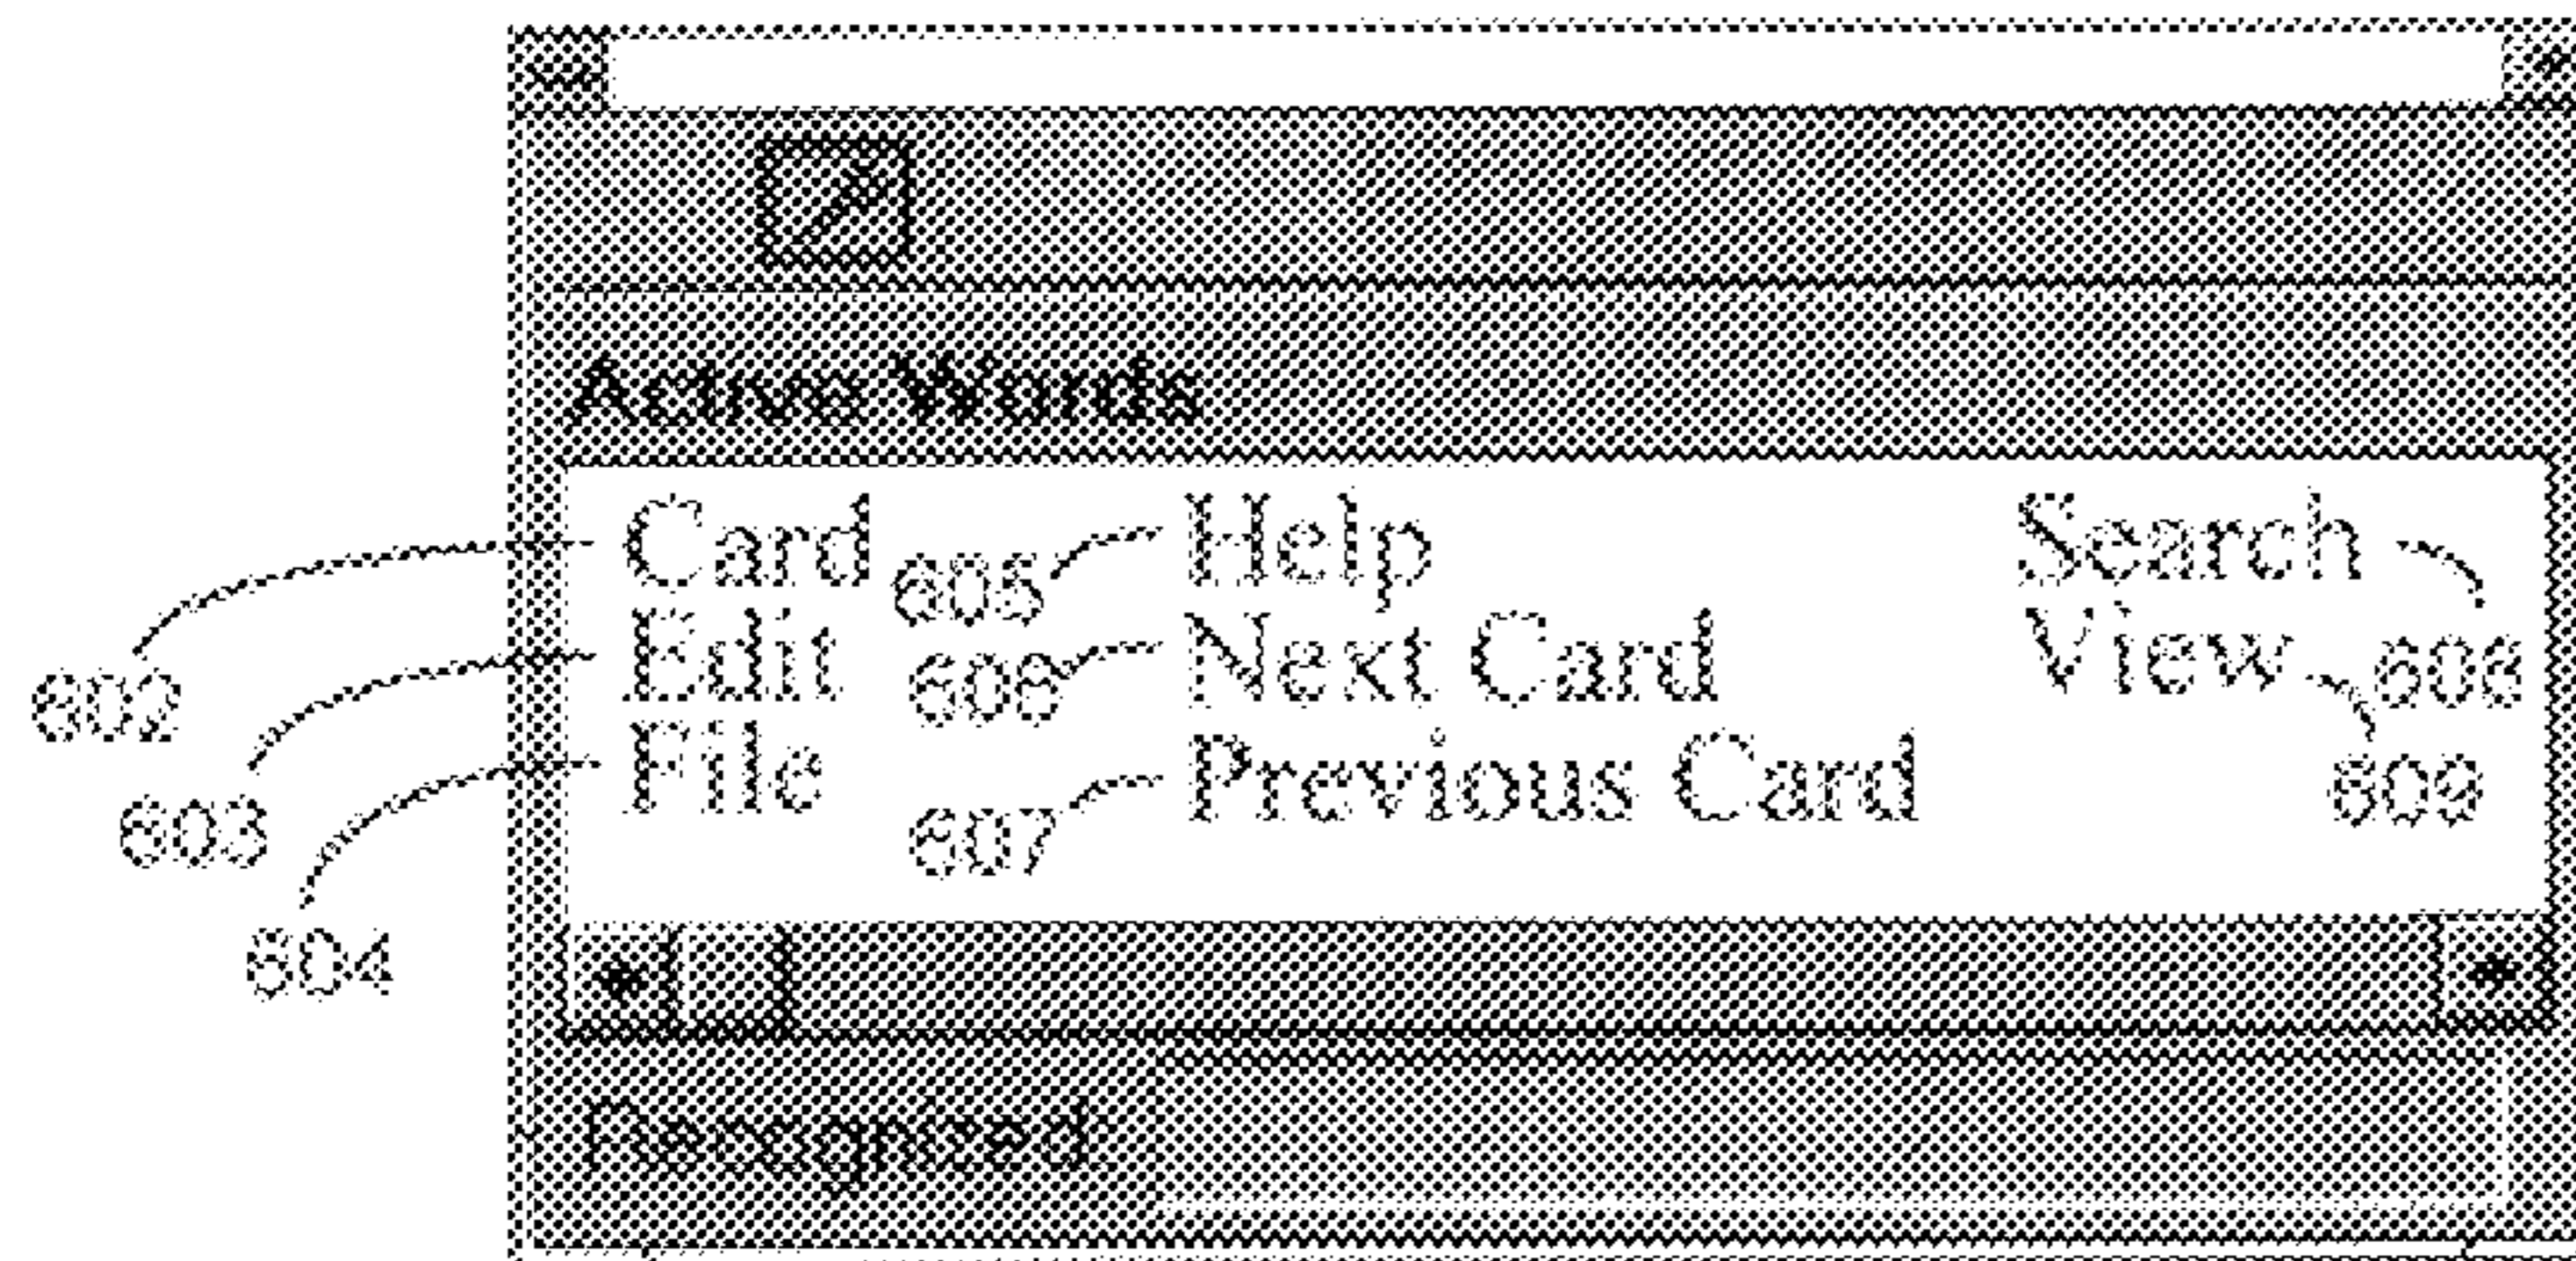 Active Words
Card 605 Help Search
602 Edit 606 Next Card View 608
603 File 607 Previous Card 609
604
Recognized